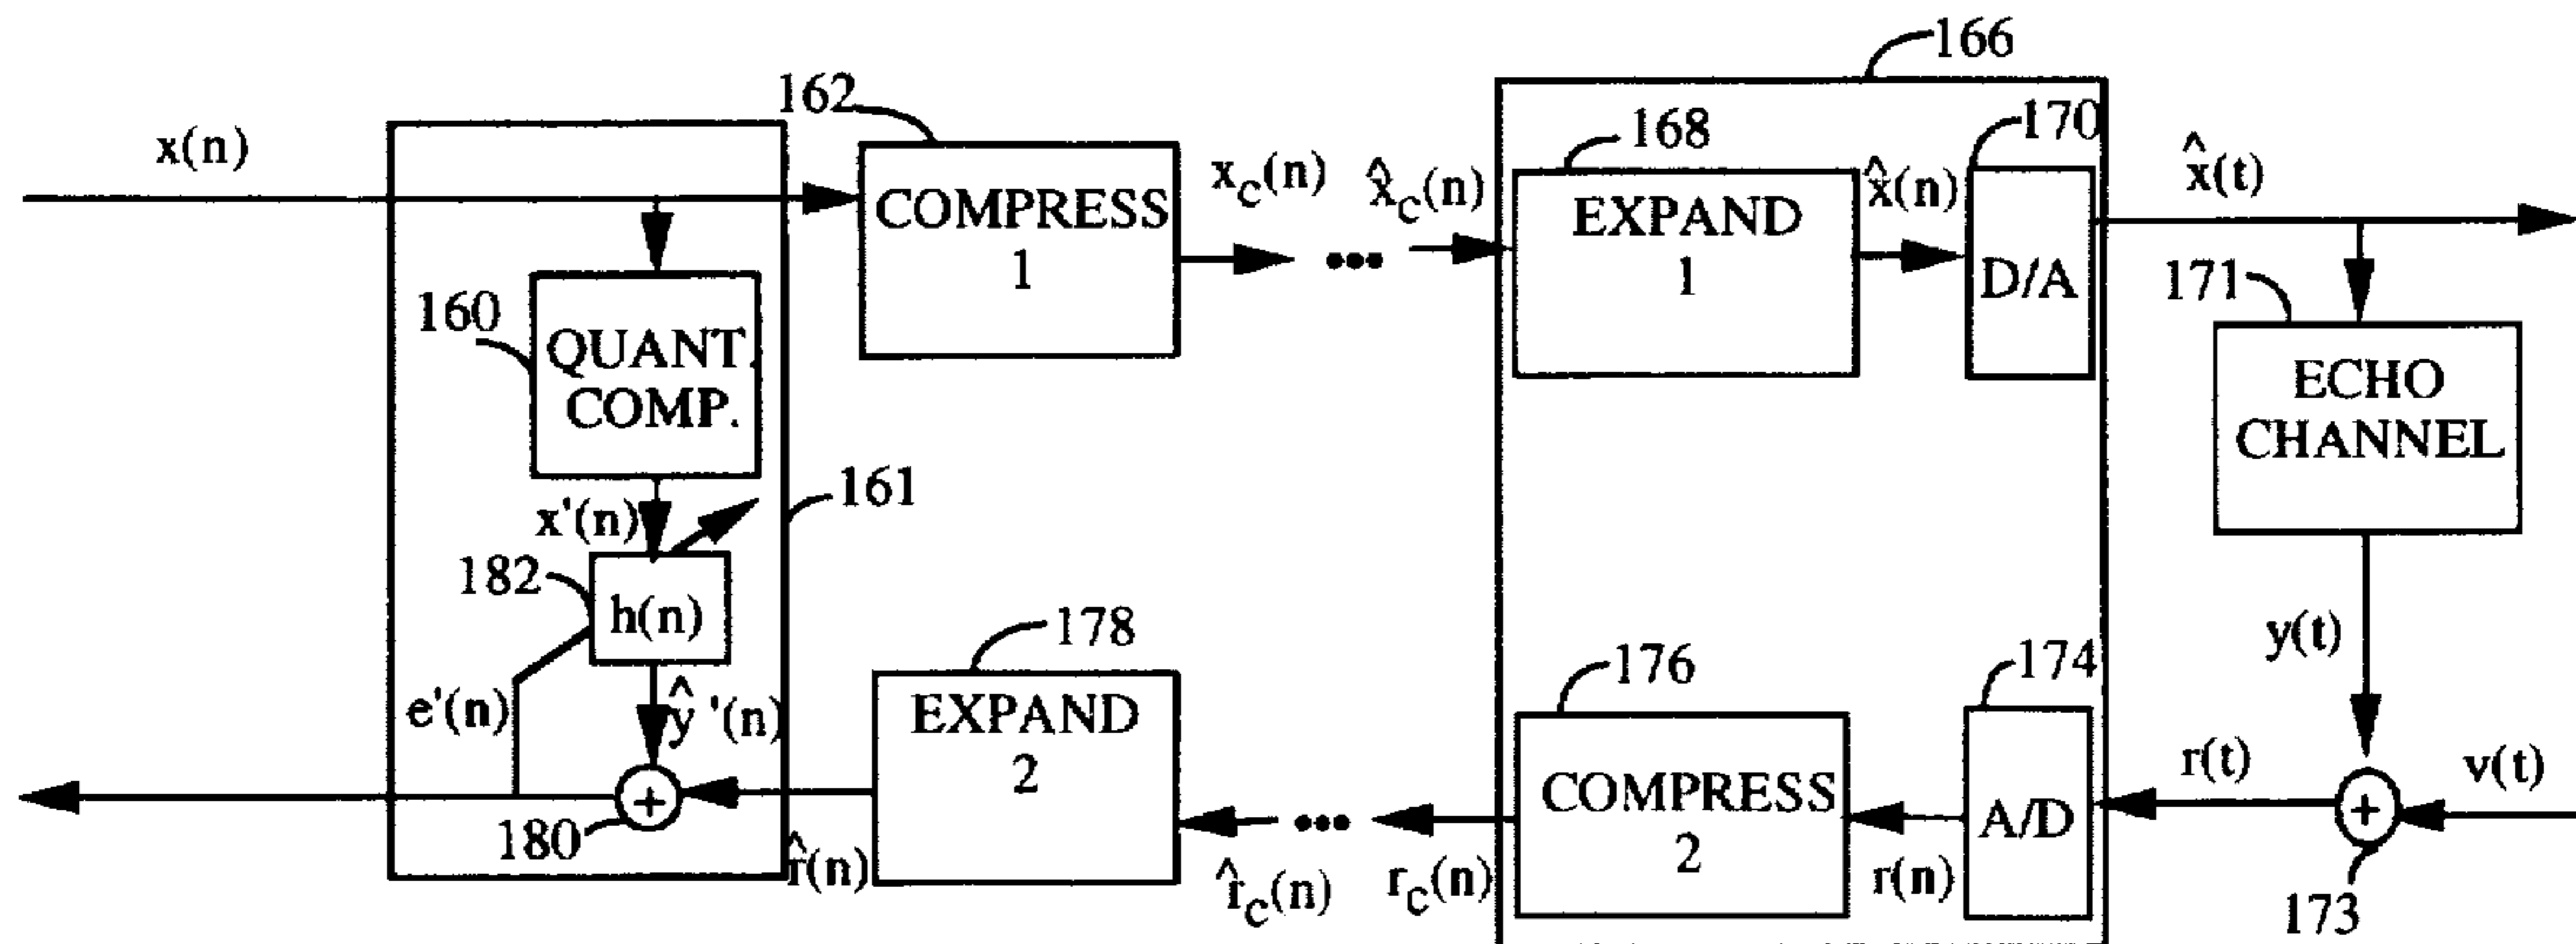 166
162
168
170
x(n)
x̂(t)
COMPRESS
1
x_c(n)
x̂_c(n)
EXPAND
1
x̂(n)
D/A
171
160
QUANT.
COMP.
ECHO
CHANNEL
161
x'(n)
182
h(n)
178
176
174
y(t)
e'(n)
ŷ'(n)
EXPAND
2
COMPRESS
2
A/D
r(t)
v(t)
+
+
180
r̂(n)
r̂_c(n)
r_c(n)
r(n)
173